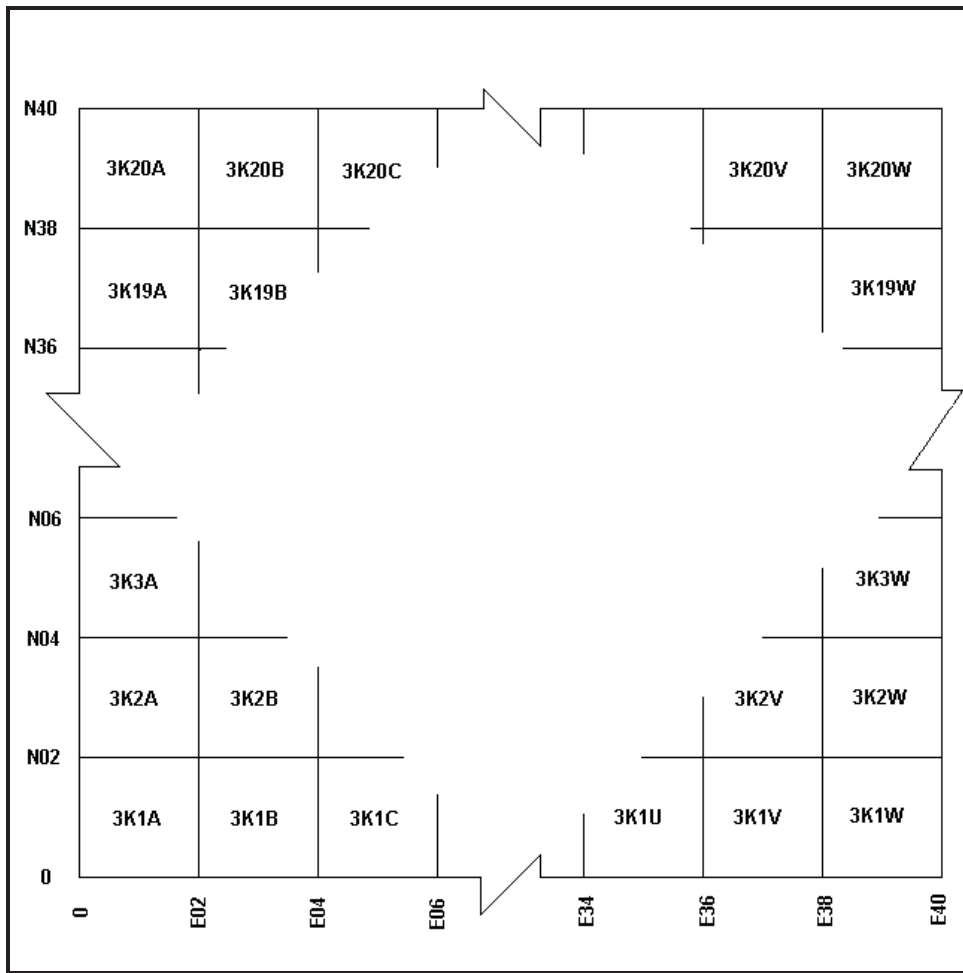 N40
3K20A 3K20B 3K20C 3K20V 3K20W
N38
3K19A 3K19B 3K19W
N36
N06
3K3A 3K3W
N04
3K2A 3K2B 3K2V 3K2W
N02
3K1A 3K1B 3K1C 3K1U 3K1V 3K1W
0
0 E02 E04 E06 E34 E36 E38 E40